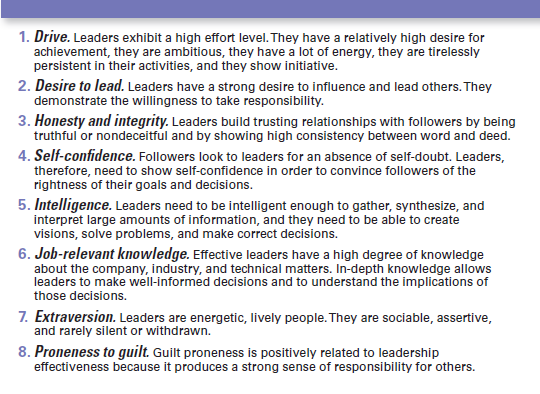 1. Drive. Leaders exhibit a high effort level. They have a relatively high desire for
achievement, they are ambitious, they have a lot of energy, they are tirelessly
persistent in their activities, and they show initiative.
2. Desire to lead. Leaders have a strong desire to influence and lead others. They
demonstrate the willingness to take responsibility.
3. Honesty and integrity. Leaders build trusting relationships with followers by being
truthful or nondeceitful and by showing high consistency between word and deed.
4. Self-confidence. Followers look to leaders for an absence of self-doubt. Leaders,
therefore, need to show self-confidence in order to convince followers of the
rightness of their goals and decisions.
5. Intelligence. Leaders need to be intelligent enough to gather, synthesize, and
interpret large amounts of information, and they need to be able to create
visions, solve problems, and make correct decisions.
6. Job-relevant knowledge. Effective leaders have a high degree of knowledge
about the company, industry, and technical matters. In-depth knowledge allows
leaders to make well-informed decisions and to understand the implications of
those decisions.
7. Extraversion. Leaders are energetic, lively people. They are sociable, assertive,
and rarely silent or withdrawn.
8. Proneness to guilt. Guilt proneness is positively related to leadership
effectiveness because it produces a strong sense of responsibility for others.